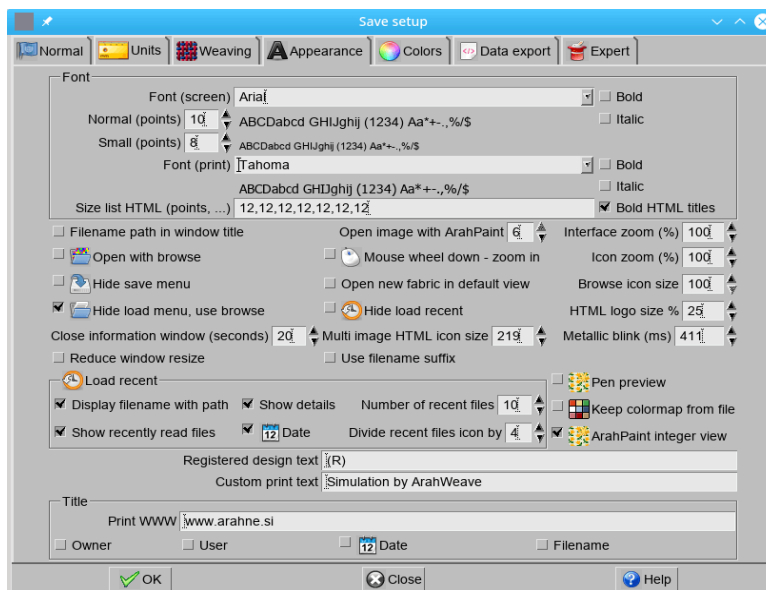 Save setup
Normal Units Weaving Appearance Colors Data export Expert
Font
Font (screen) Arial Bold
Normal (points) 10 ABCDabcd GHIJghij (1234) Aa*+-.,%/$ Italic
Small (points) 8 ABCDabcd GHIJghij (1234) Aa*+-.,%/$
Font (print) Tahoma Bold
ABCDabcd GHIJghij (1234) Aa*+-.,%/$ Italic
Size list HTML (points, ...) 12,12,12,12,12,12,12 Bold HTML titles
Filename path in window title Open image with ArahPaint 6 Interface zoom (%) 100
Open with browse Mouse wheel down - zoom in Icon zoom (%) 100
Hide save menu Open new fabric in default view Browse icon size 100
Hide load menu, use browse Hide load recent HTML logo size % 25
Close information window (seconds) 20 Multi image HTML icon size 219 Metallic blink (ms) 411
Reduce window resize Use filename suffix
Load recent Pen preview
Display filename with path Show details Number of recent files 10 Keep colormap from file
Show recently read files 12 Date Divide recent files icon by 4 ArahPaint integer view
Registered design text (R)
Custom print text Simulation by ArahWeave
Title
Print WWW www.arahne.si
Owner User 12 Date Filename
OK Close Help